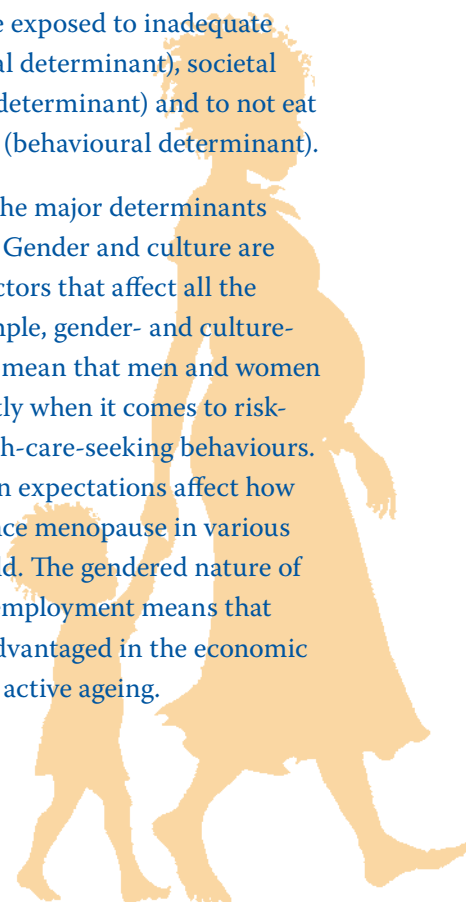 e exposed to inadequate
al determinant), societal
determinant) and to not eat
(behavioural determinant).
he major determinants
Gender and culture are
ctors that affect all the
mple, gender- and culture-
mean that men and women
tly when it comes to risk-
h-care-seeking behaviours.
n expectations affect how
nce menopause in various
ld. The gendered nature of
employment means that
dvantaged in the economic
active ageing.